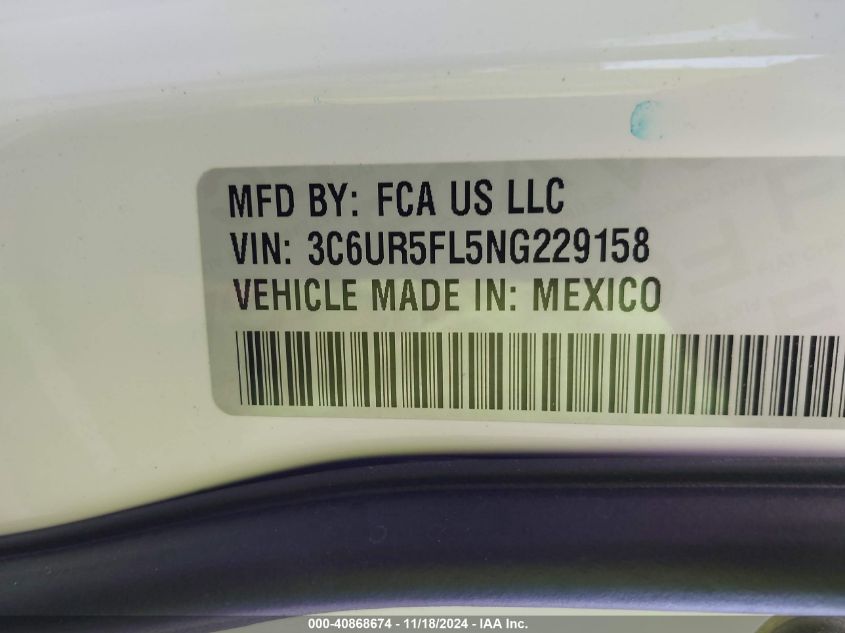 MFD BY: FCA US LLC
VIN: 3C6UR5FL5NG229158
VEHICLE MADE IN: MEXICO
000-40868674 - 11/18/2024 - IAA Inc.